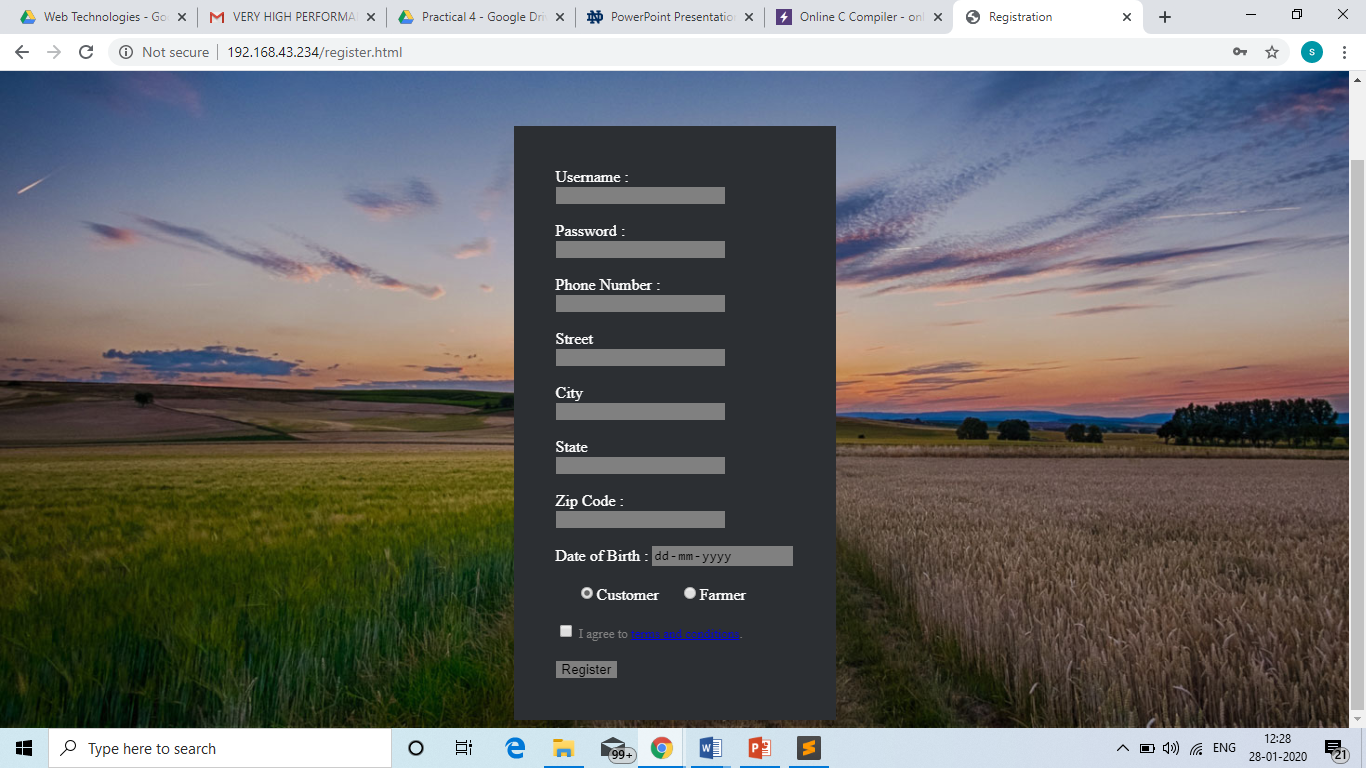 Web Technologies - Go
VERY HIGH PERFORMA
Practical 4 - Google Dri
PowerPoint Presentation
Online C Compiler - onl
Registration
Not secure
192.168.43.234/register.html
s
Username :
Password :
Phone Number :
Street
City
State
Zip Code :
Date of Birth : dd-mm-yyyy
Customer Farmer
I agree to terms and conditions.
Register
Type here to search
99+
ENG
12:28
28-01-2020
21